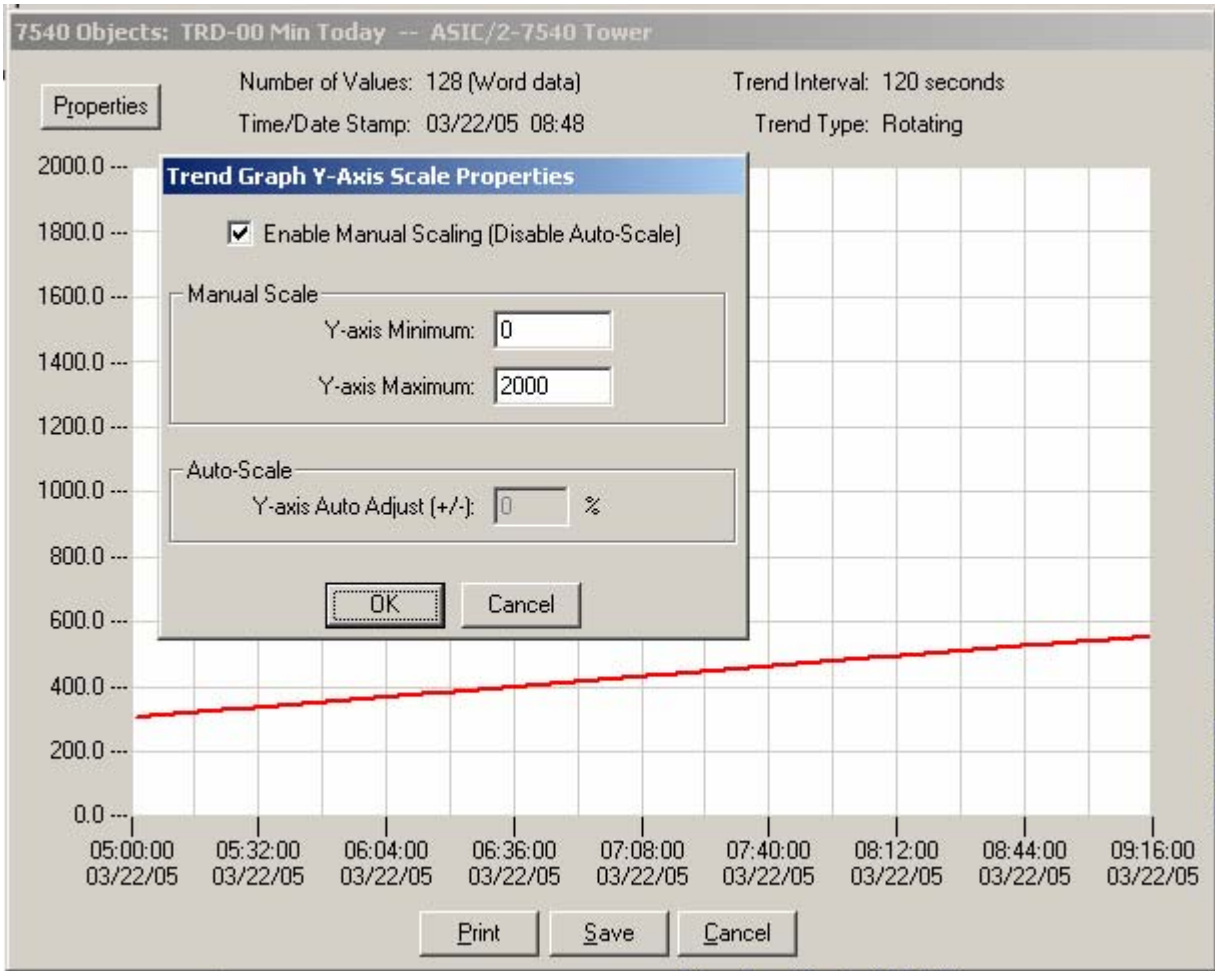 7540 Objects: TRD-00 Min Today -- ASIC/2-7540 Tower
Properties
Number of Values: 128 (Word data)
Trend Interval: 120 seconds
Time/Date Stamp: 03/22/05 08:48
Trend Type: Rotating
2000.0 ---
1800.0 ---
1600.0 ---
1400.0 ---
1200.0 ---
1000.0 ---
800.0 ---
600.0 ---
400.0 ---
200.0 ---
0.0 ---
Trend Graph Y-Axis Scale Properties
Enable Manual Scaling (Disable Auto-Scale)
Manual Scale
Y-axis Minimum: 0
Y-axis Maximum: 2000
Auto-Scale
Y-axis Auto Adjust (+/-): 0 %
OK Cancel
05:00:00 05:32:00 06:04:00 06:36:00 07:08:00 07:40:00 08:12:00 08:44:00 09:16:00
03/22/05 03/22/05 03/22/05 03/22/05 03/22/05 03/22/05 03/22/05 03/22/05 03/22/05
Print Save Cancel